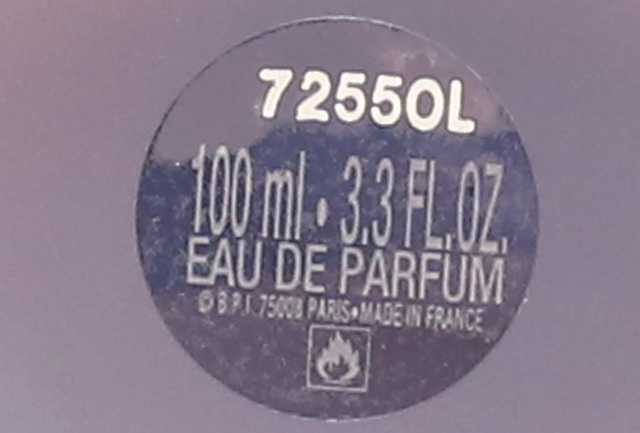 72550L
100 ml • 3.3 FL.OZ.
EAU DE PARFUM
© B.P.I. 75008 PARIS•MADE IN FRANCE